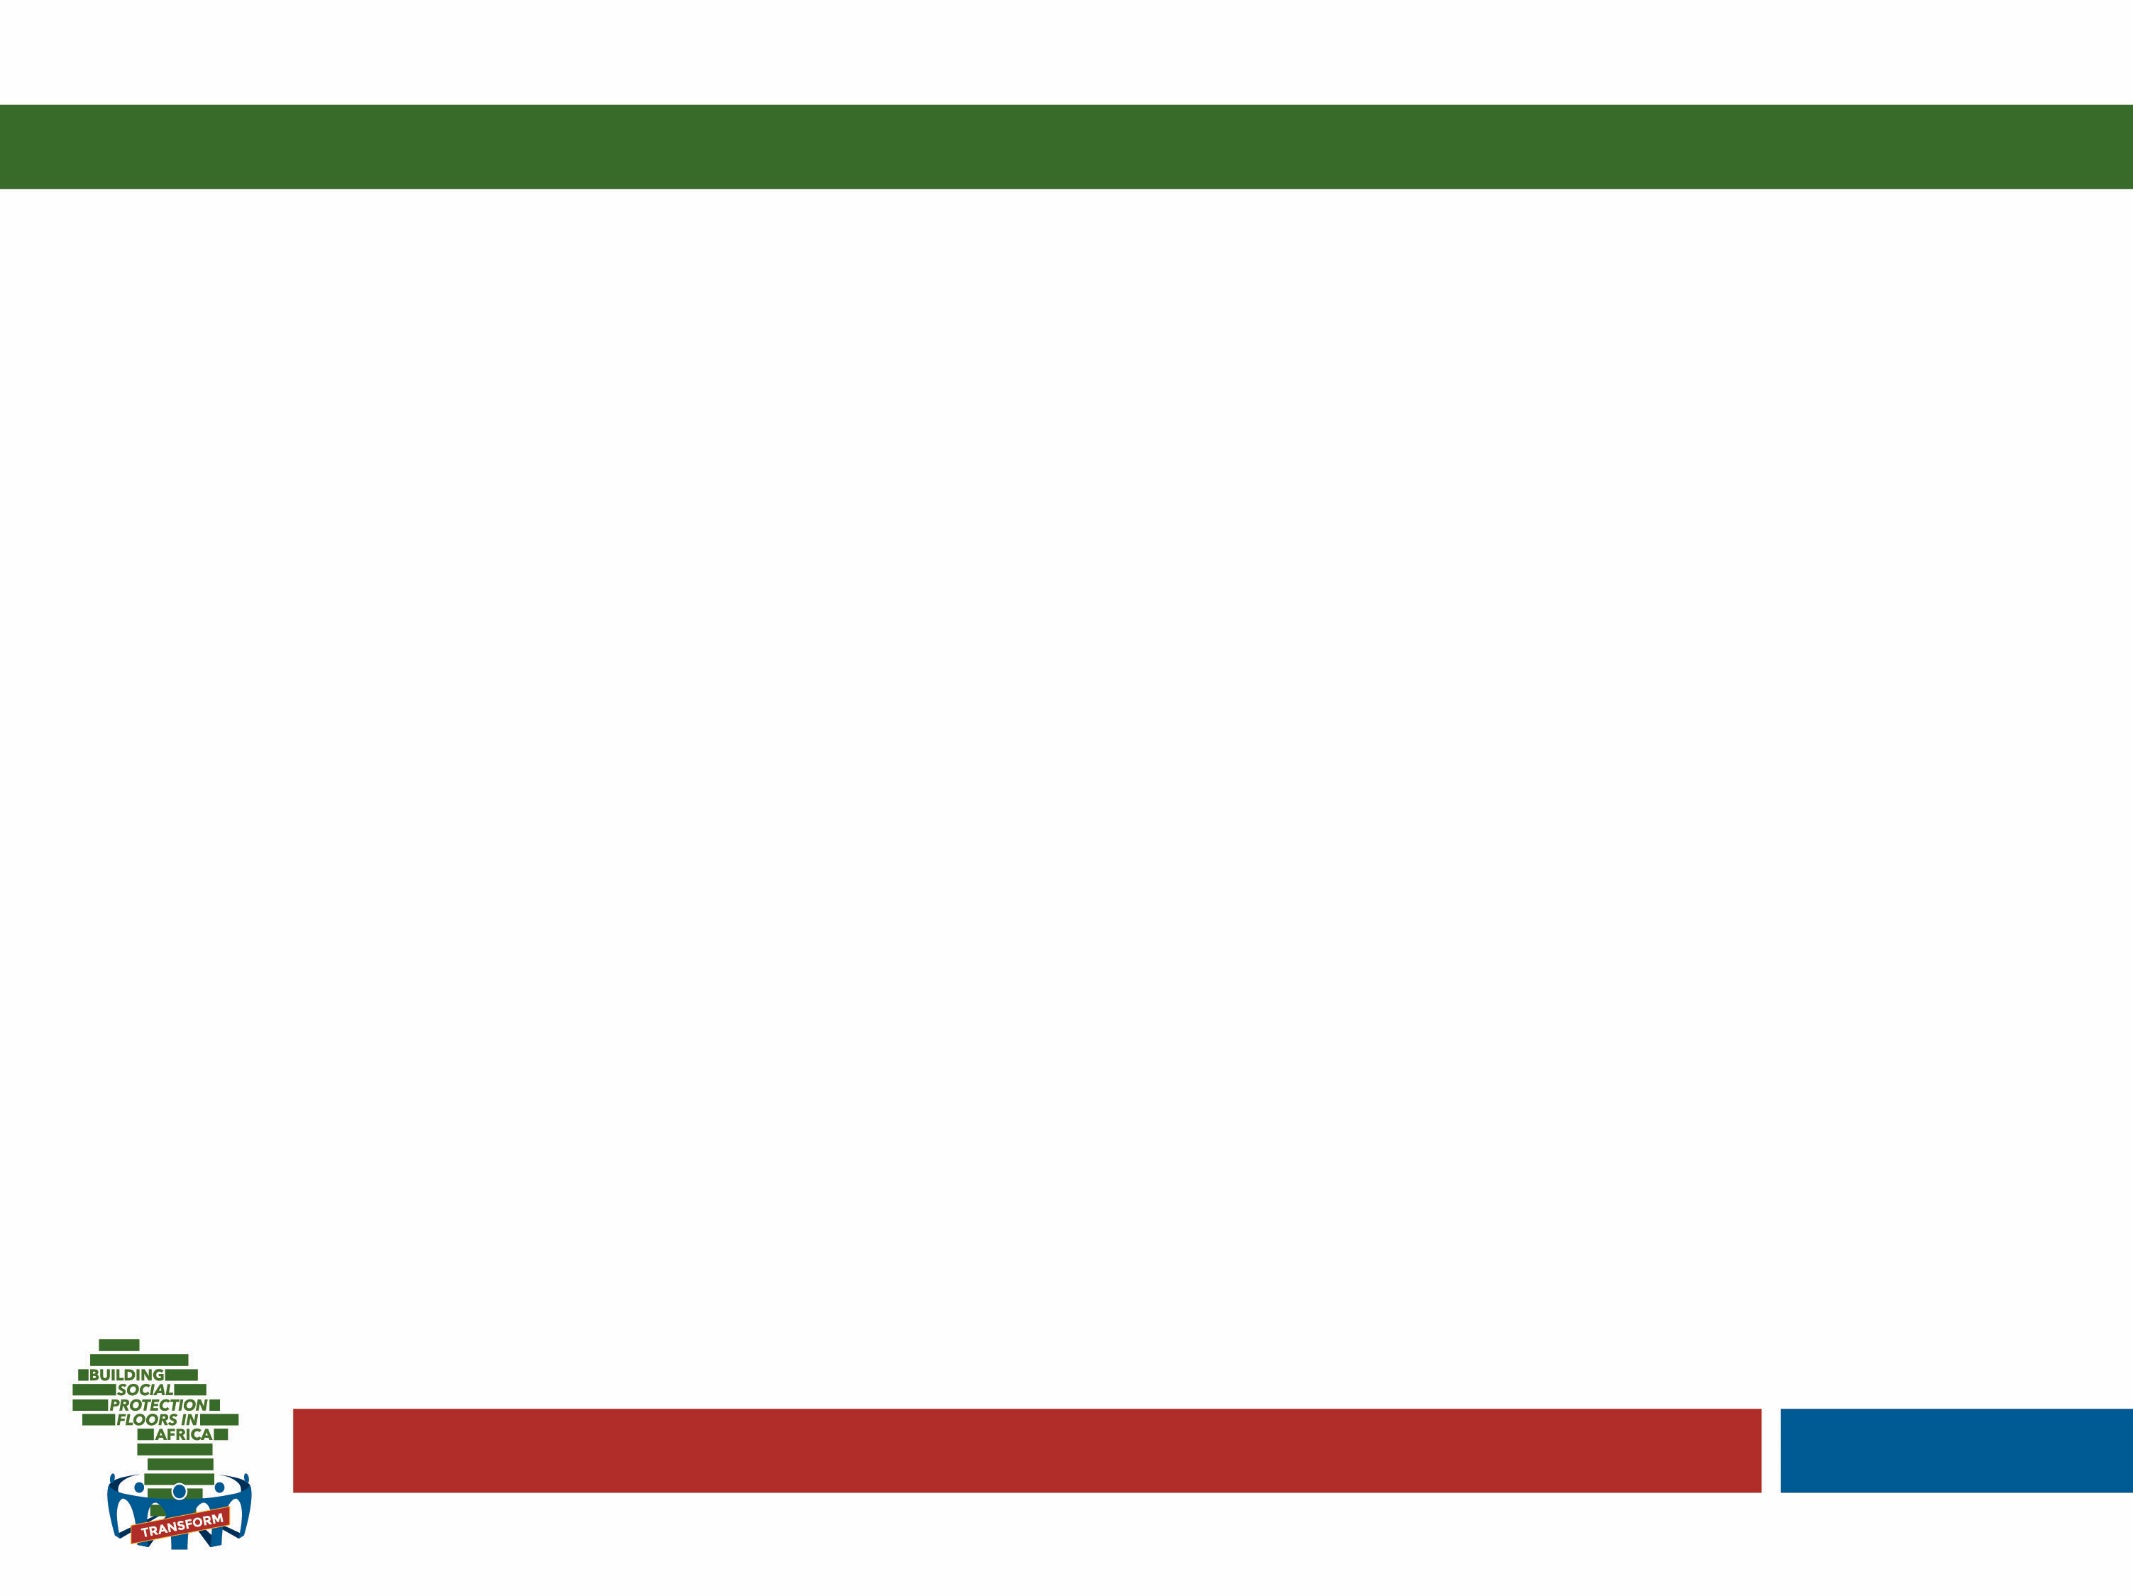 BUILDING
SOCIAL
PROTECTION
FLOORS IN
AFRICA
TRANSFORM